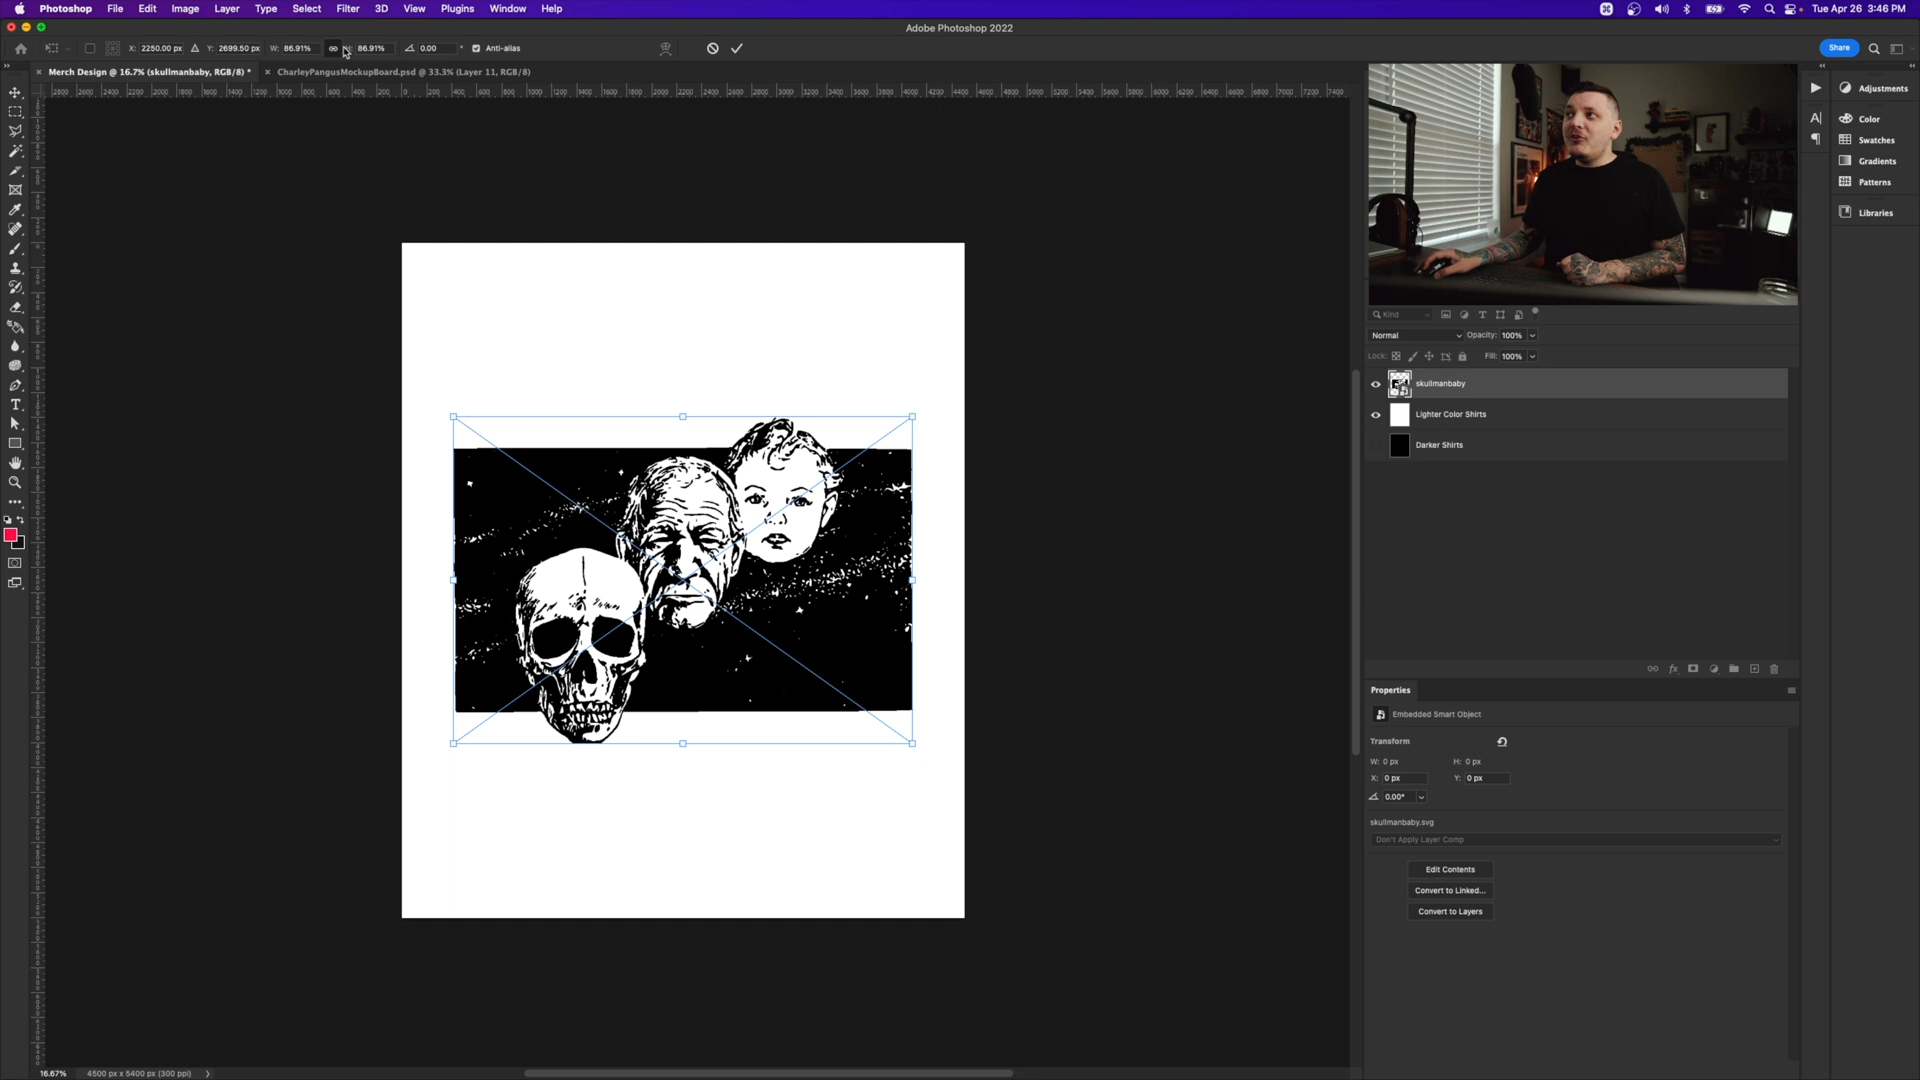 Photoshop File Edit Image Layer Type Select Filter 3D View Plugins Window Help
Tue Apr 26 3:46 PM
Adobe Photoshop 2022
X: 2250.00 px Y: 2699.50 px W: 86.91% H: 86.91% 0.00 ° Anti-alias
Share
Merch Design @ 16.7% (skullmanbaby, RGB/8) *
CharleyPangusMockupBoard.psd @ 33.3% (Layer 11, RGB/8)
Adjustments
Color
Swatches
Gradients
Patterns
Libraries
Kind
Normal Opacity: 100%
Lock: Fill: 100%
skullmanbaby
Lighter Color Shirts
Darker Shirts
Properties
Embedded Smart Object
Transform
W: 0 px H: 0 px
X: 0 px Y: 0 px
0.00°
skullmanbaby.svg
Don't Apply Layer Comp
Edit Contents
Convert to Linked...
Convert to Layers
16.67% 4500 px x 5400 px (300 ppi)